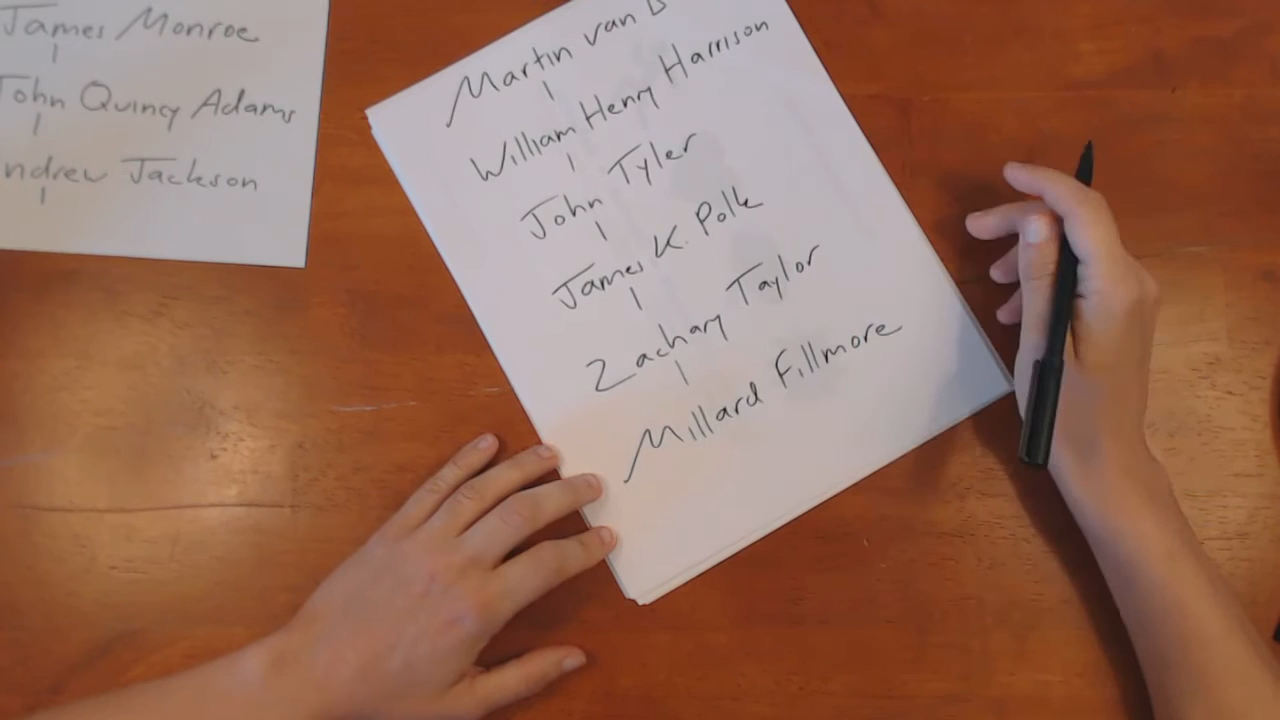 James Monroe
John Quincy Adams
Andrew Jackson
Martin van B
William Henry Harrison
John Tyler
James K. Polk
Zachary Taylor
Millard Fillmore